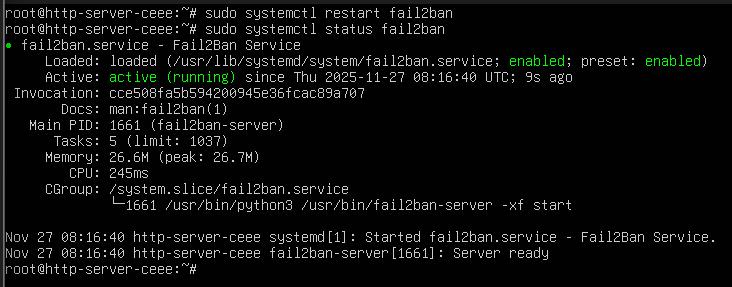 root@http-server-ceee:~# sudo systemctl restart fail2ban
root@http-server-ceee:~# sudo systemctl status fail2ban
● fail2ban.service - Fail2Ban Service
Loaded: loaded (/usr/lib/systemd/system/fail2ban.service; enabled; preset: enabled)
Active: active (running) since Thu 2025-11-27 08:16:40 UTC; 9s ago
Invocation: cce508fa5b594200945e36fcac89a707
Docs: man:fail2ban(1)
Main PID: 1661 (fail2ban-server)
Tasks: 5 (limit: 1037)
Memory: 26.6M (peak: 26.7M)
CPU: 245ms
CGroup: /system.slice/fail2ban.service
└─1661 /usr/bin/python3 /usr/bin/fail2ban-server -xf start
Nov 27 08:16:40 http-server-ceee systemd[1]: Started fail2ban.service - Fail2Ban Service.
Nov 27 08:16:40 http-server-ceee fail2ban-server[1661]: Server ready
root@http-server-ceee:~#